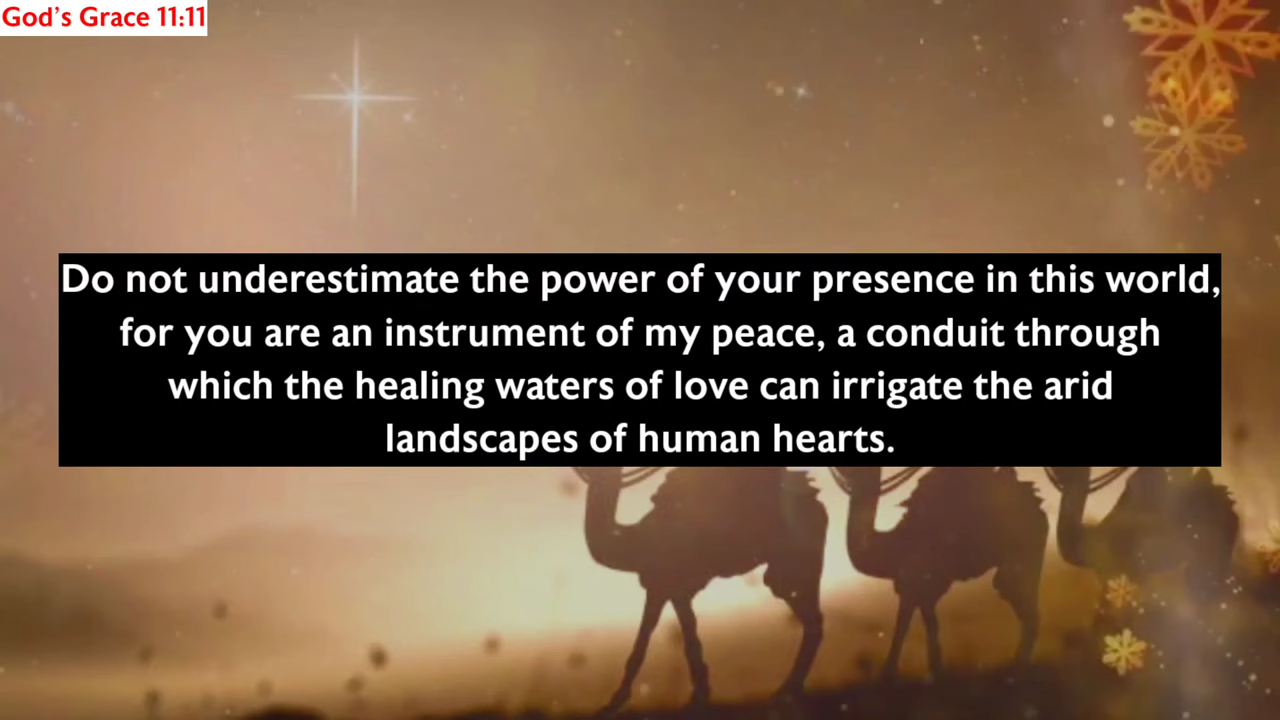 God's Grace 11:11
Do not underestimate the power of your presence in this world,
for you are an instrument of my peace, a conduit through
which the healing waters of love can irrigate the arid
landscapes of human hearts.